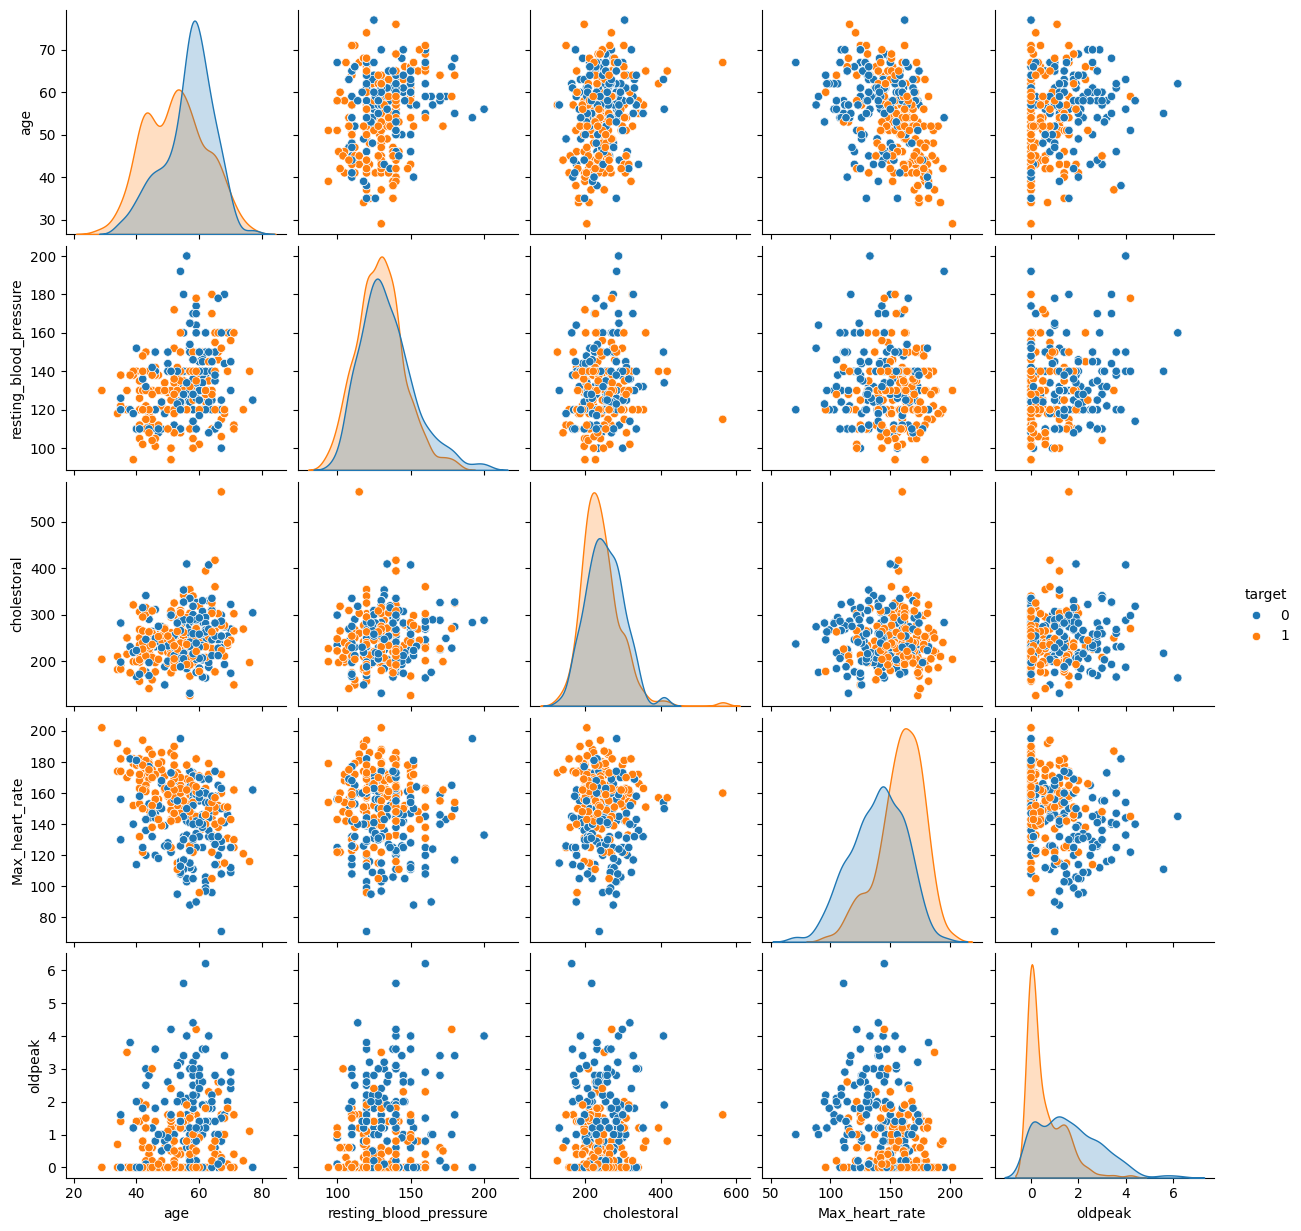 70
60
50
40
30
age
200
180
160
140
120
100
resting_blood_pressure
500
400
300
200
cholestoral
target
0
1
200
180
160
140
120
100
80
Max_heart_rate
6
5
4
3
2
1
0
oldpeak
20 40 60 80
100 150 200
200 400 600
50 100 150 200
0 2 4 6
age
resting_blood_pressure
cholestoral
Max_heart_rate
oldpeak